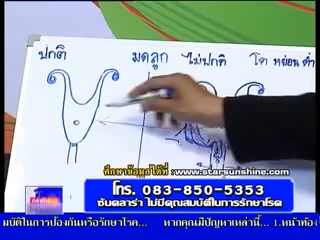 ปกติ มดลูก ไม่ปกติ โต หย่อน ต่ำ
ศึกษาข้อมูลได้ที่ :www.starsunshine.com
โทร. 083-850-5353
ซันคลาร่า ไม่มีคุณสมบัติในการรักษาโรค
มบัติในการป้องกันหรือรักษาโรค... หากคุณมีปัญหาเหล่านี้... 1.หน้าท้อง